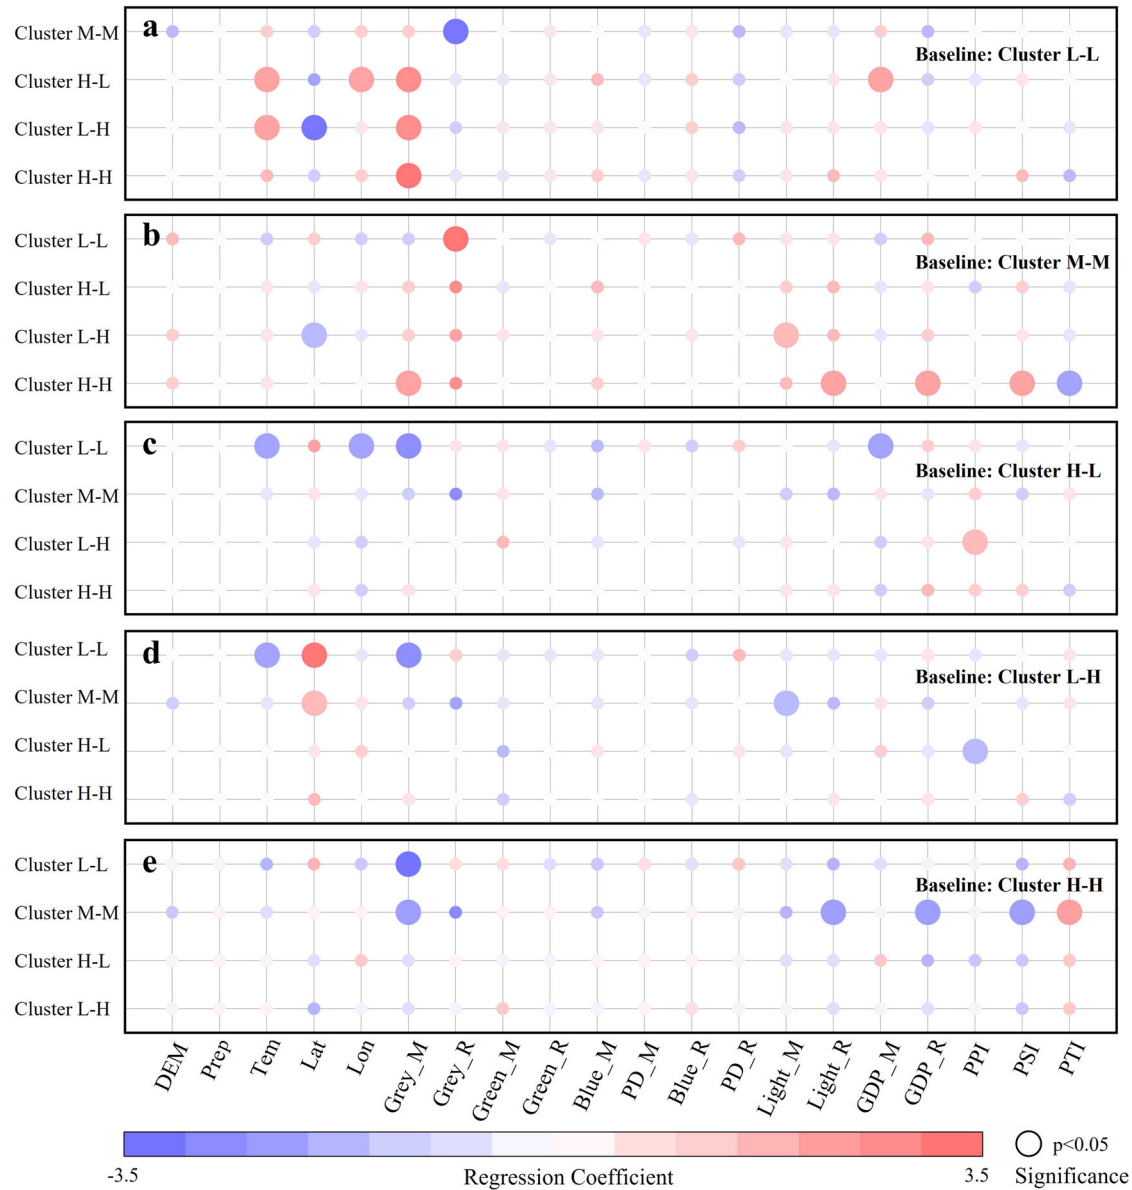 a
Cluster M-M
Baseline: Cluster L-L
Cluster H-L
Cluster L-H
Cluster H-H
b
Cluster L-L
Baseline: Cluster M-M
Cluster H-L
Cluster L-H
Cluster H-H
c
Cluster L-L
Baseline: Cluster H-L
Cluster M-M
Cluster L-H
Cluster H-H
d
Cluster L-L
Baseline: Cluster L-H
Cluster M-M
Cluster H-L
Cluster H-H
e
Cluster L-L
Baseline: Cluster H-H
Cluster M-M
Cluster H-L
Cluster L-H
DEM
Prep
Tem
Lat
Lon
Grey_M
Grey_R
Green_M
Green_R
Blue_M
PD_M
Blue_R
PD_R
Light_M
Light_R
GDP_M
GDP_R
PPI
PSI
PTI
-3.5
Regression Coefficient
3.5
p<0.05
Significance